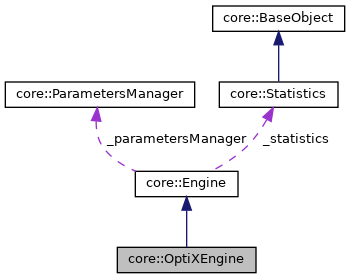 core::BaseObject
core::ParametersManager
core::Statistics
_parametersManager
_statistics
core::Engine
core::OptiXEngine